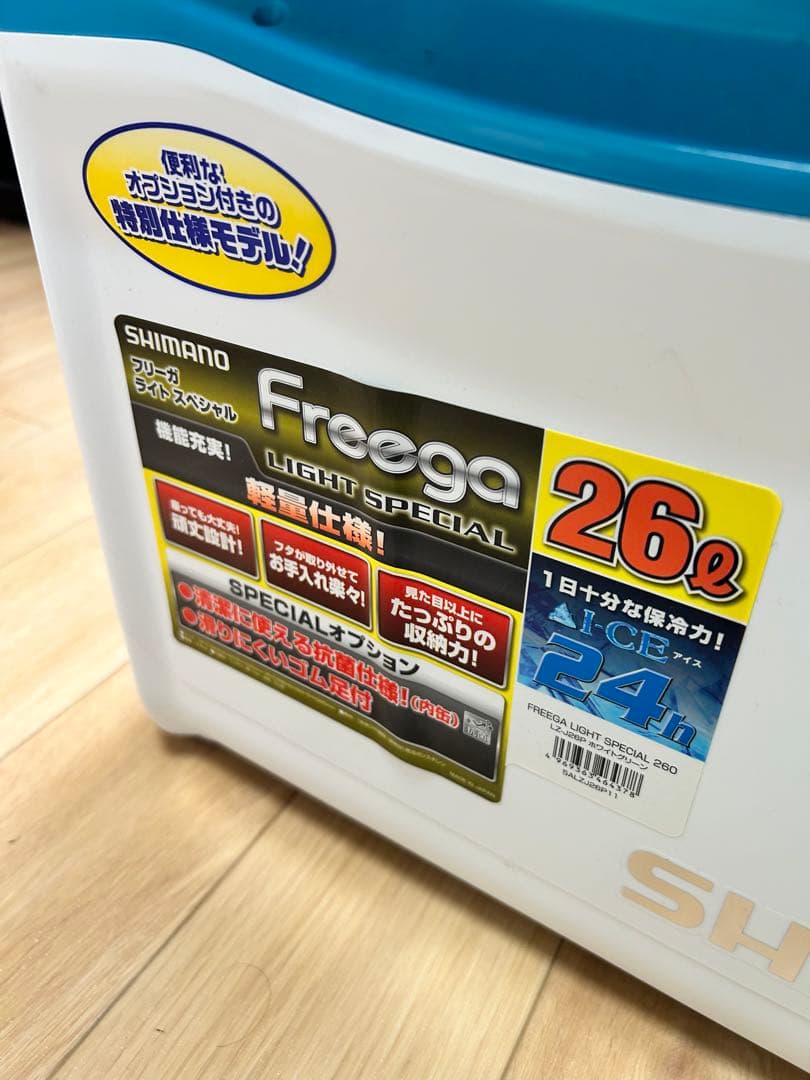 便利な
オプション付きの
特別仕様モデル!!
SHIMANO
フリーガ
ライト スペシャル
Freega
LIGHT SPECIAL
機能充実!
軽量仕様!
座っても大丈夫!
頑丈設計!
フタが取り外せて
お手入れ楽々!
見た目以上に
たっぷりの
収納力!
SPECIALオプション
●清潔に使える抗菌仕様!(内缶)
●滑りにくいゴム足付
26ℓ
1日十分な保冷力!
I-CE アイス
24h
FREEGA LIGHT SPECIAL 260
LZ-J26P ホワイトグリーン
4 969363 464378
5ALZJ26P11
SH